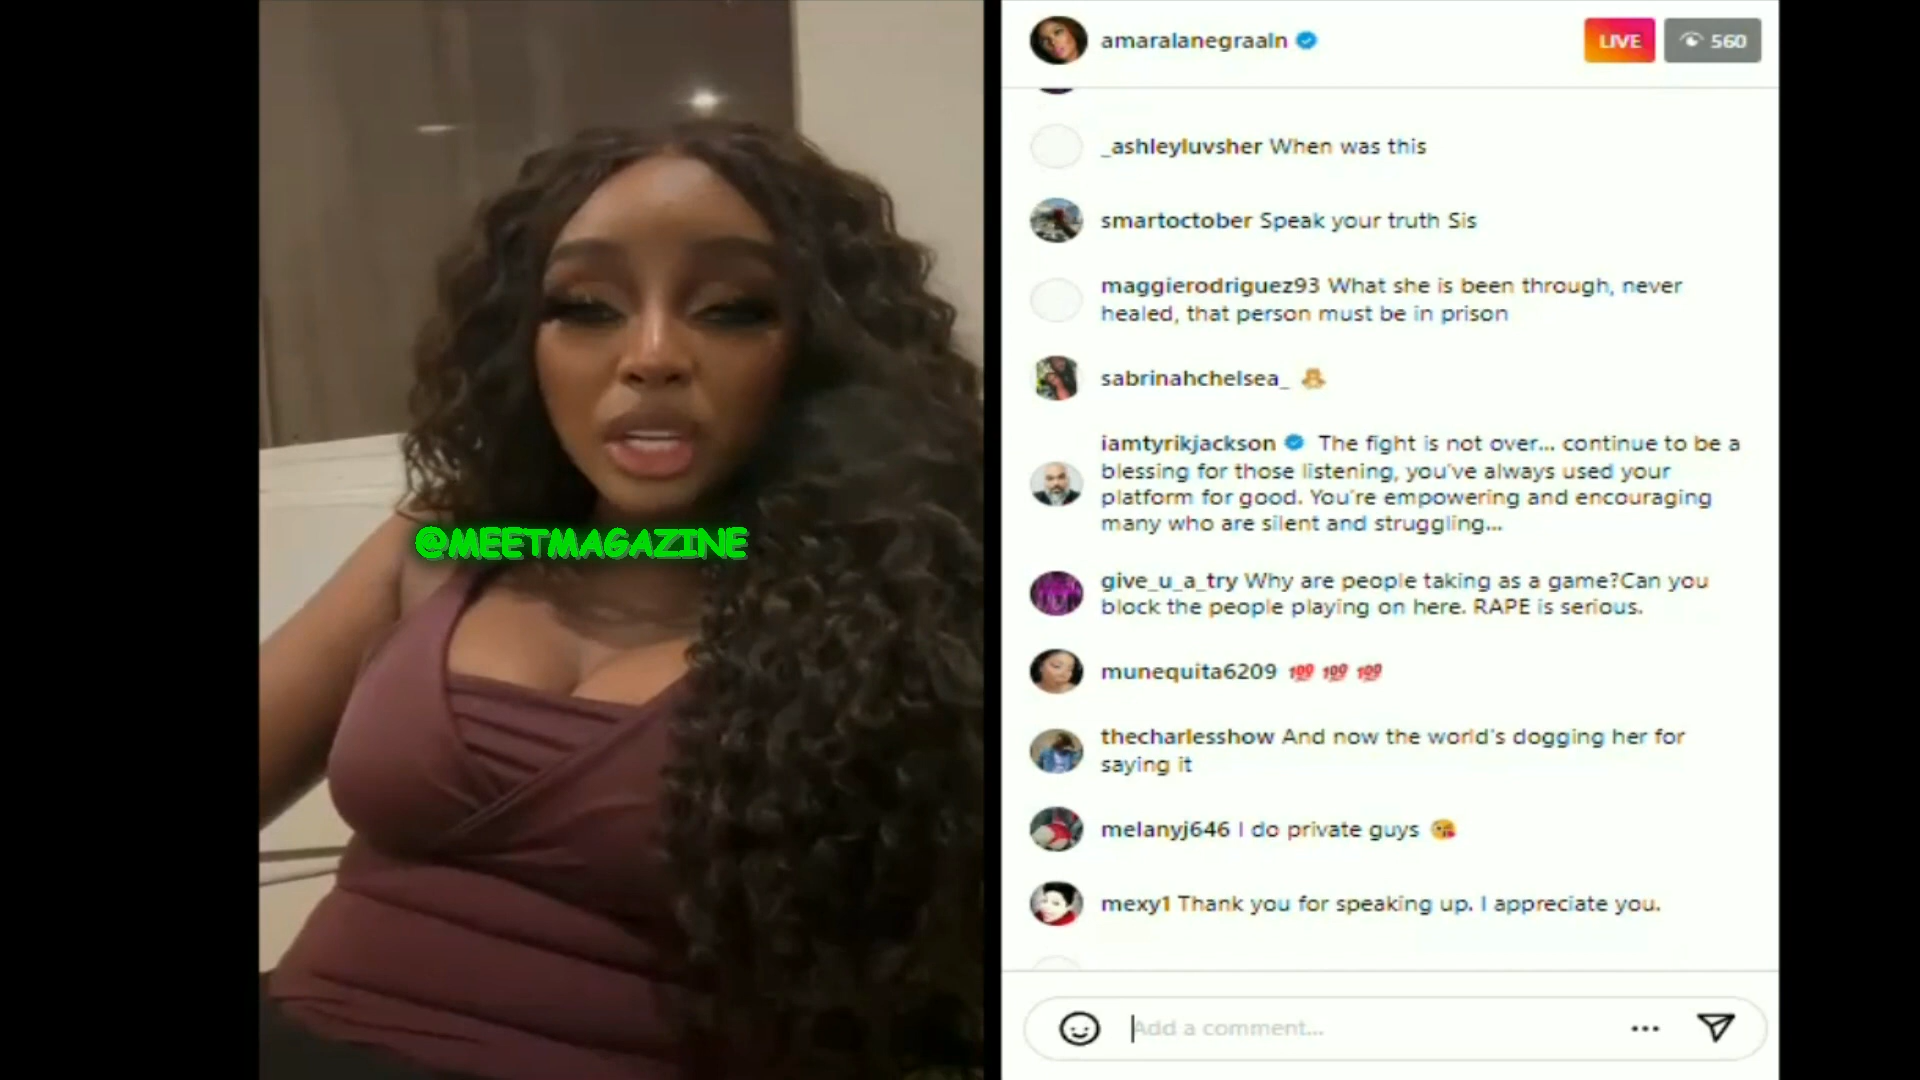 amaralanegraaln
LIVE
560
_ashleyluvsher When was this
smartoctober Speak your truth Sis
maggierodriguez93 What she is been through, never
healed, that person must be in prison
sabrinahchelsea_
iamtyrikjackson The fight is not over... continue to be a
blessing for those listening, you've always used your
platform for good. You're empowering and encouraging
many who are silent and struggling...
@MEETMAGAZINE
give_u_a_try Why are people taking as a game?Can you
block the people playing on here. RAPE is serious.
munequita6209 💯 💯 💯
thecharlesshow And now the world's dogging her for
saying it
melanyj646 I do private guys 😘
mexy1 Thank you for speaking up. I appreciate you.
Add a comment...